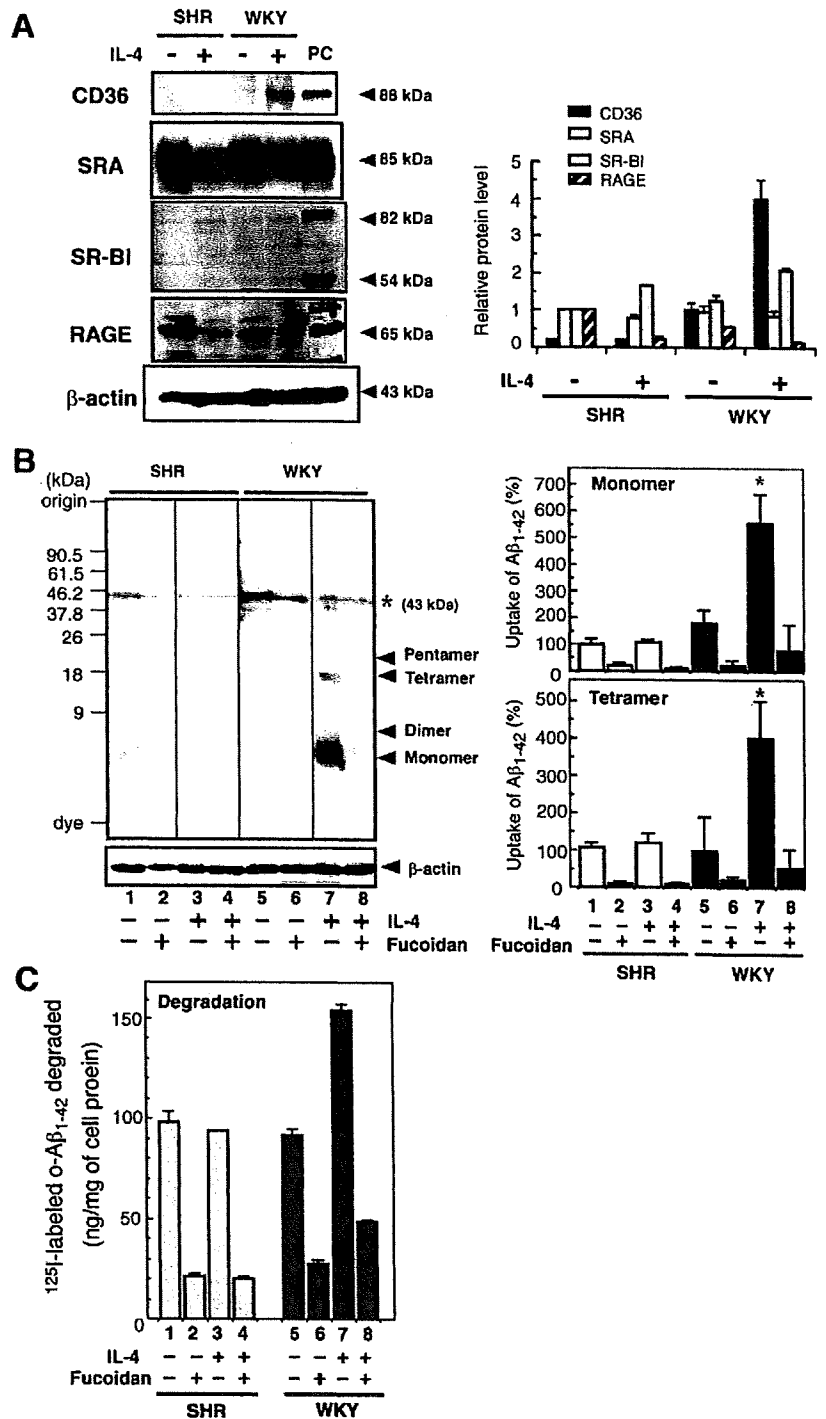 A
SHR WKY
IL-4 - + - + PC
CD36
88 kDa
SRA
85 kDa
SR-BI
82 kDa
54 kDa
RAGE
65 kDa
β-actin
43 kDa
CD36
SRA
SR-BI
RAGE
Relative protein level
5
4
3
2
1
0
IL-4 - + - +
SHR WKY
B
(kDa)
SHR WKY
origin
90.5
61.5
46.2
37.8
26
18
9
dye
* (43 kDa)
Pentamer
Tetramer
Dimer
Monomer
β-actin
1 2 3 4 5 6 7 8
- - + + - - + + IL-4
- + - + - + - + Fucoidan
Monomer
*
Uptake of Aβ1-42 (%)
700
600
500
400
300
200
100
0
Tetramer
*
Uptake of Aβ1-42 (%)
500
400
300
200
100
0
1 2 3 4 5 6 7 8
IL-4 - - + + - - + +
Fucoidan - + - + - + - +
SHR WKY
C
Degradation
125I-labeled o-Aβ1-42 degraded
(ng/mg of cell proein)
150
100
50
0
1 2 3 4 5 6 7 8
IL-4 - - + + - - + +
Fucoidan - + - + - + - +
SHR WKY